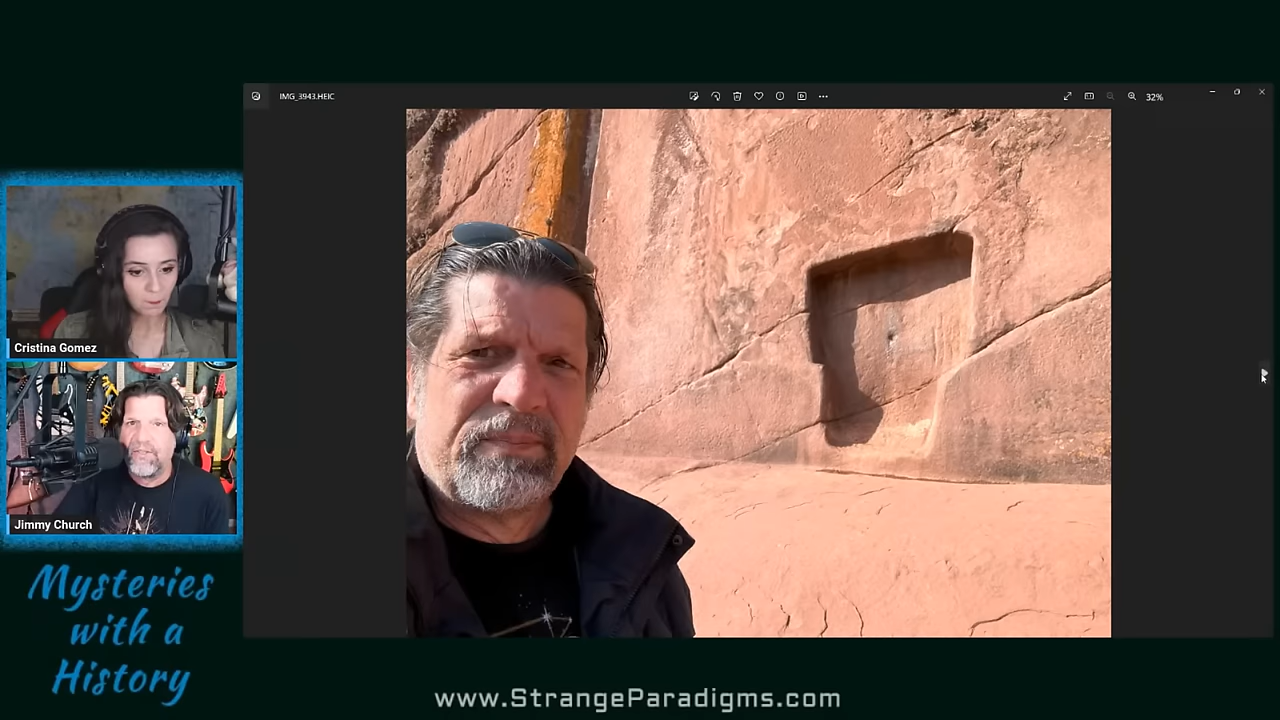 IMG_3943.HEIC
32%
Cristina Gomez
Jimmy Church
Mysteries
with a
History
www.StrangeParadigms.com